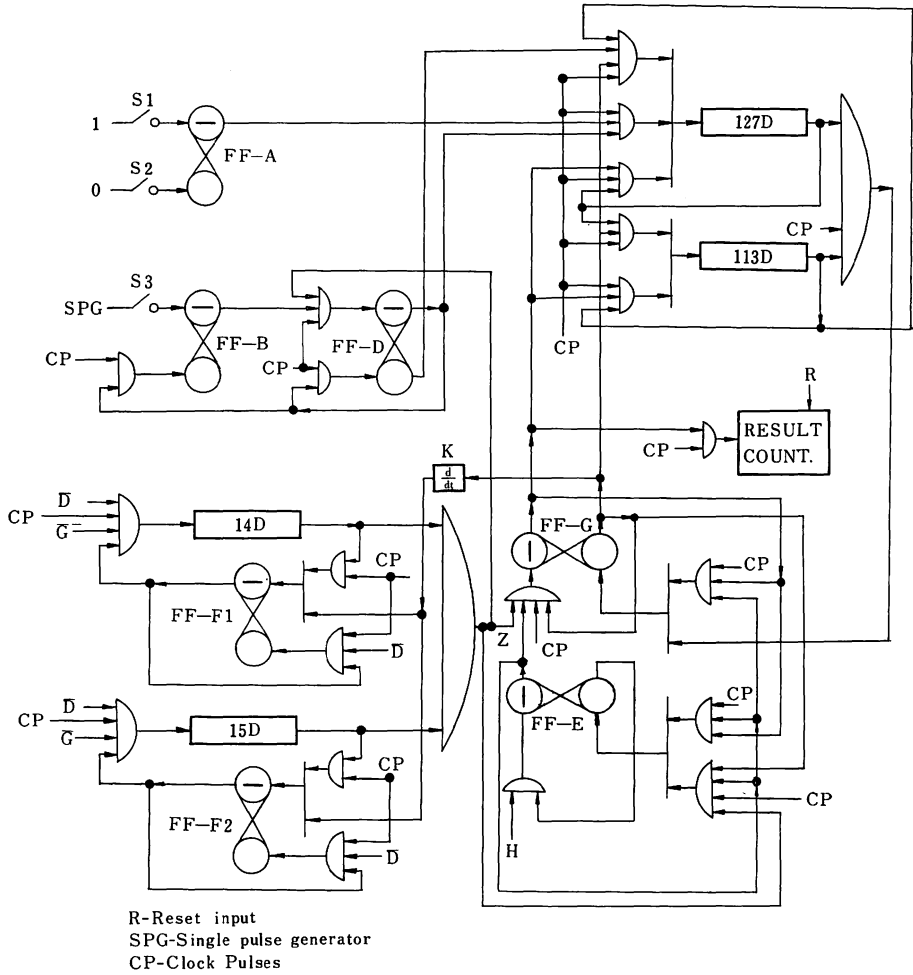 1 S1
FF-A
0 S2
127D
CP
113D
SPG S3
FF-B
CP
CP
FF-D
CP
R
RESULT
COUNT.
CP
K
d
dt
D̅
CP
G̅
14D
CP
FF-F1
D̅
FF-G
CP
Z
CP
D̅
CP
G̅
15D
CP
FF-F2
D̅
FF-E
CP
CP
H
R-Reset input
SPG-Single pulse generator
CP-Clock Pulses